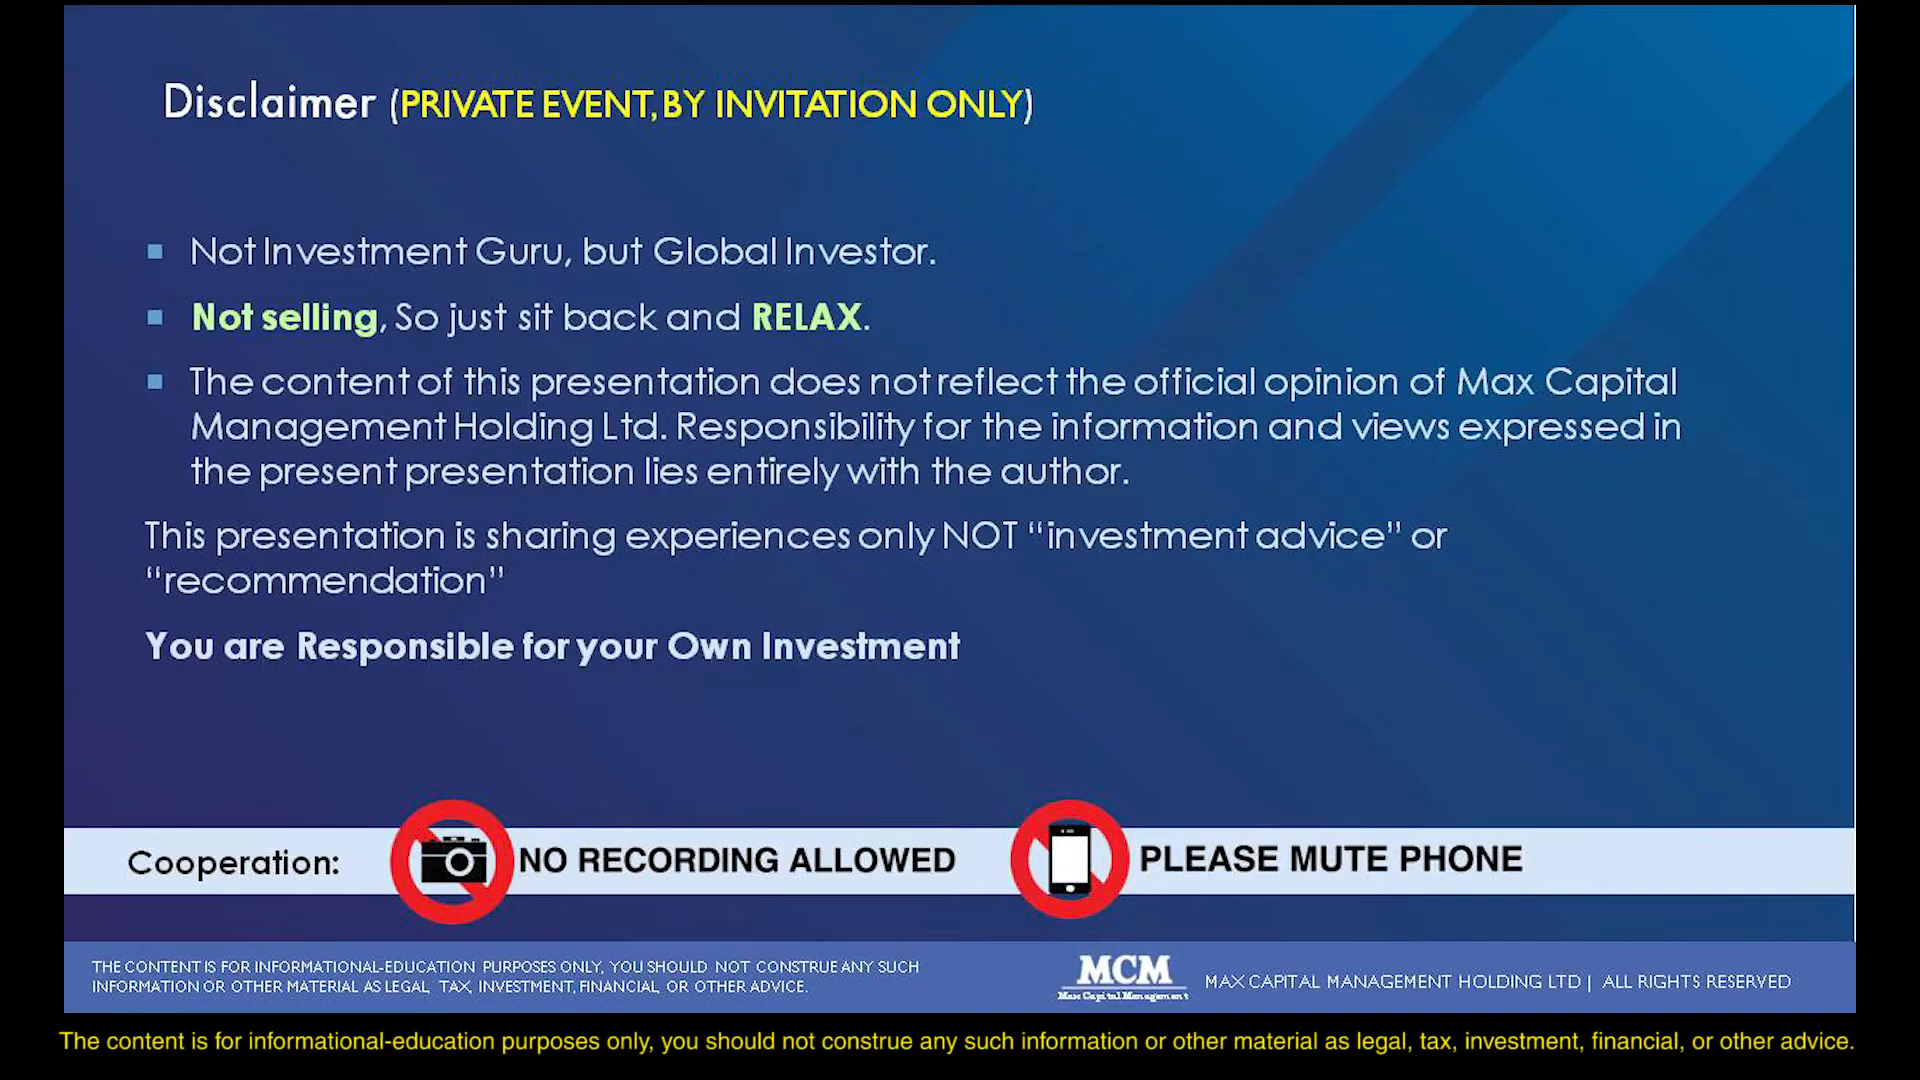 Disclaimer (PRIVATE EVENT, BY INVITATION ONLY)
Not Investment Guru, but Global Investor.
Not selling, So just sit back and RELAX.
The content of this presentation does not reflect the official opinion of Max Capital
Management Holding Ltd. Responsibility for the information and views expressed in
the present presentation lies entirely with the author.
This presentation is sharing experiences only NOT “investment advice” or
“recommendation”
You are Responsible for your Own Investment
Cooperation: NO RECORDING ALLOWED PLEASE MUTE PHONE
THE CONTENT IS FOR INFORMATIONAL-EDUCATION PURPOSES ONLY, YOU SHOULD NOT CONSTRUE ANY SUCH
INFORMATION OR OTHER MATERIAL AS LEGAL, TAX, INVESTMENT, FINANCIAL, OR OTHER ADVICE.
MCM
Max Capital Management
MAX CAPITAL MANAGEMENT HOLDING LTD | ALL RIGHTS RESERVED
The content is for informational-education purposes only, you should not construe any such information or other material as legal, tax, investment, financial, or other advice.